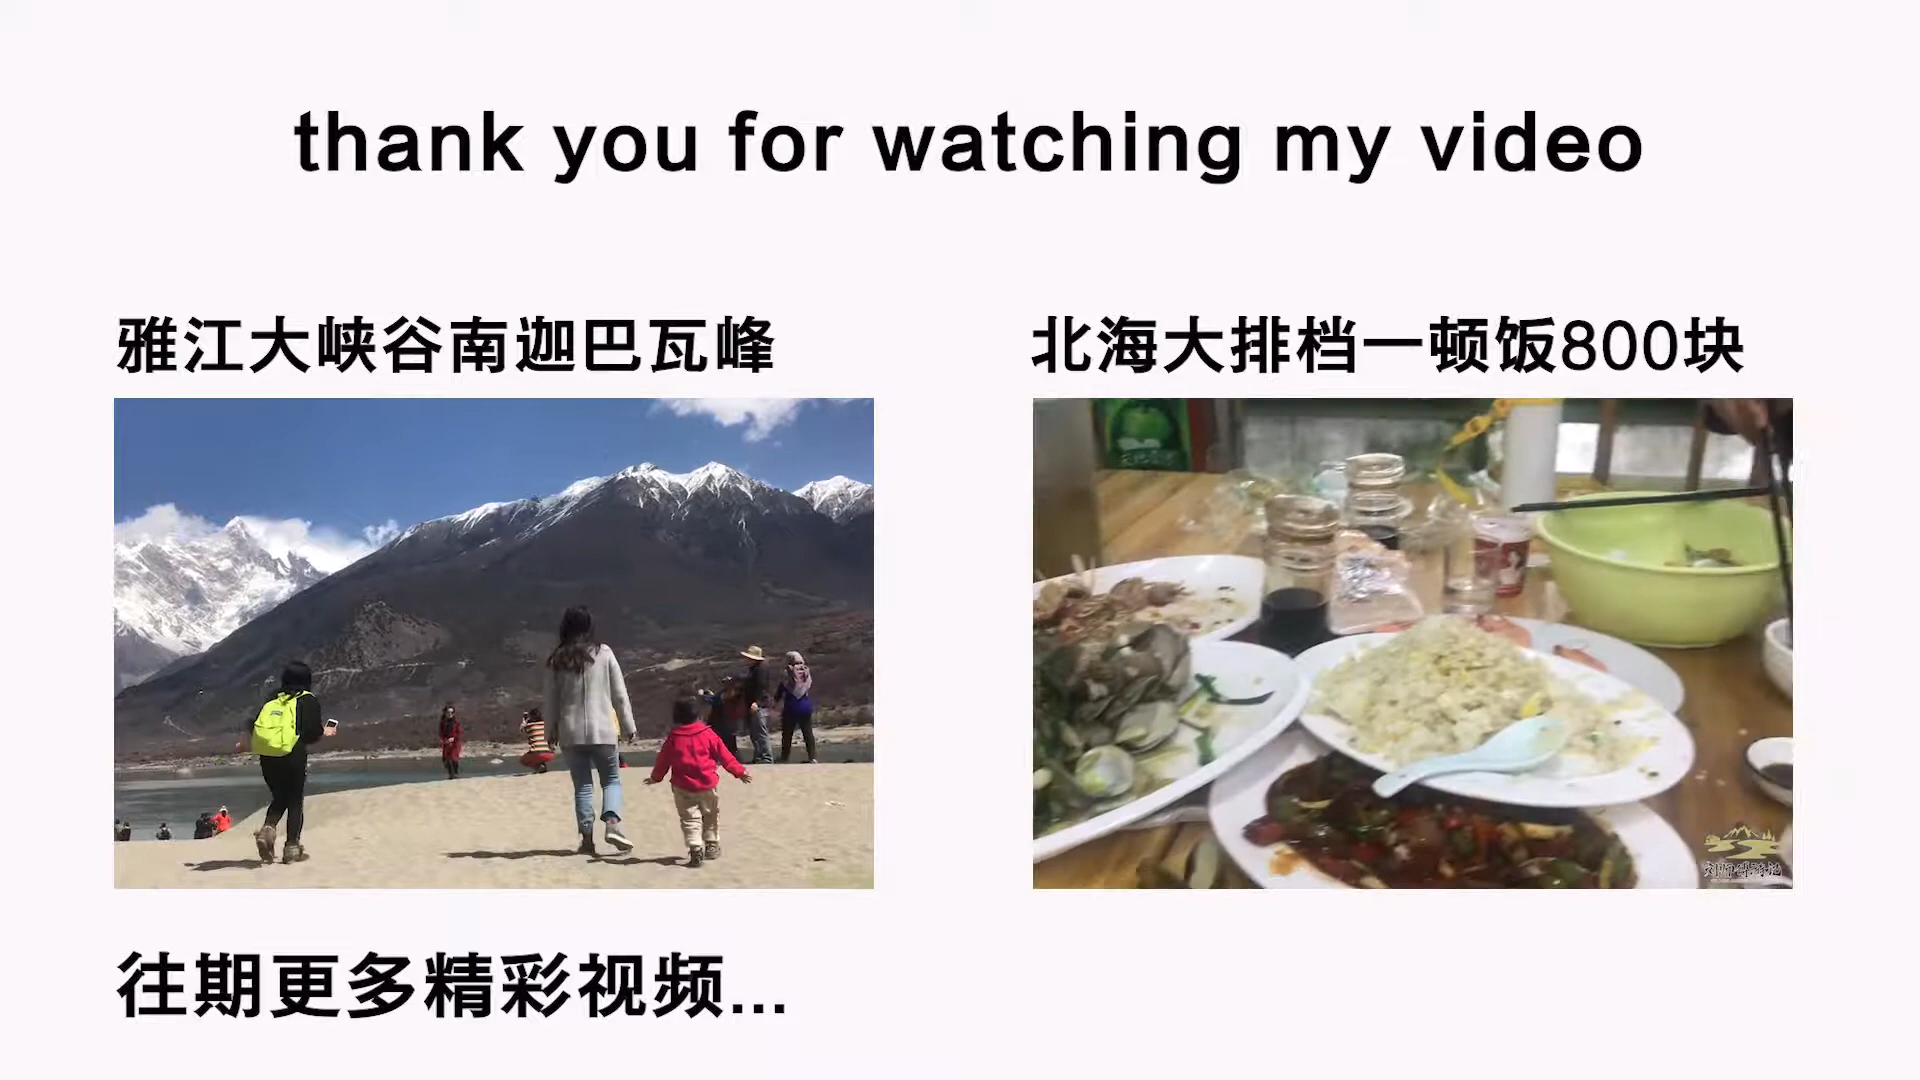 thank you for watching my video
雅江大峡谷南迦巴瓦峰
北海大排档一顿饭800块
往期更多精彩视频...